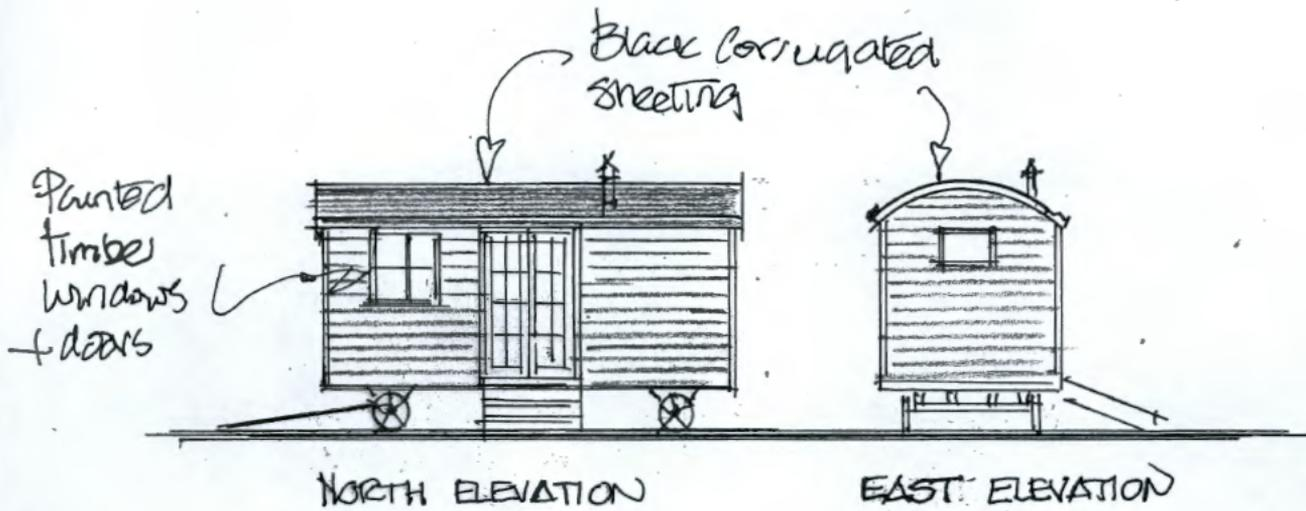 Black Corrugated
sheeting
Painted
timber
windows
+ doors
NORTH ELEVATION
EAST ELEVATION